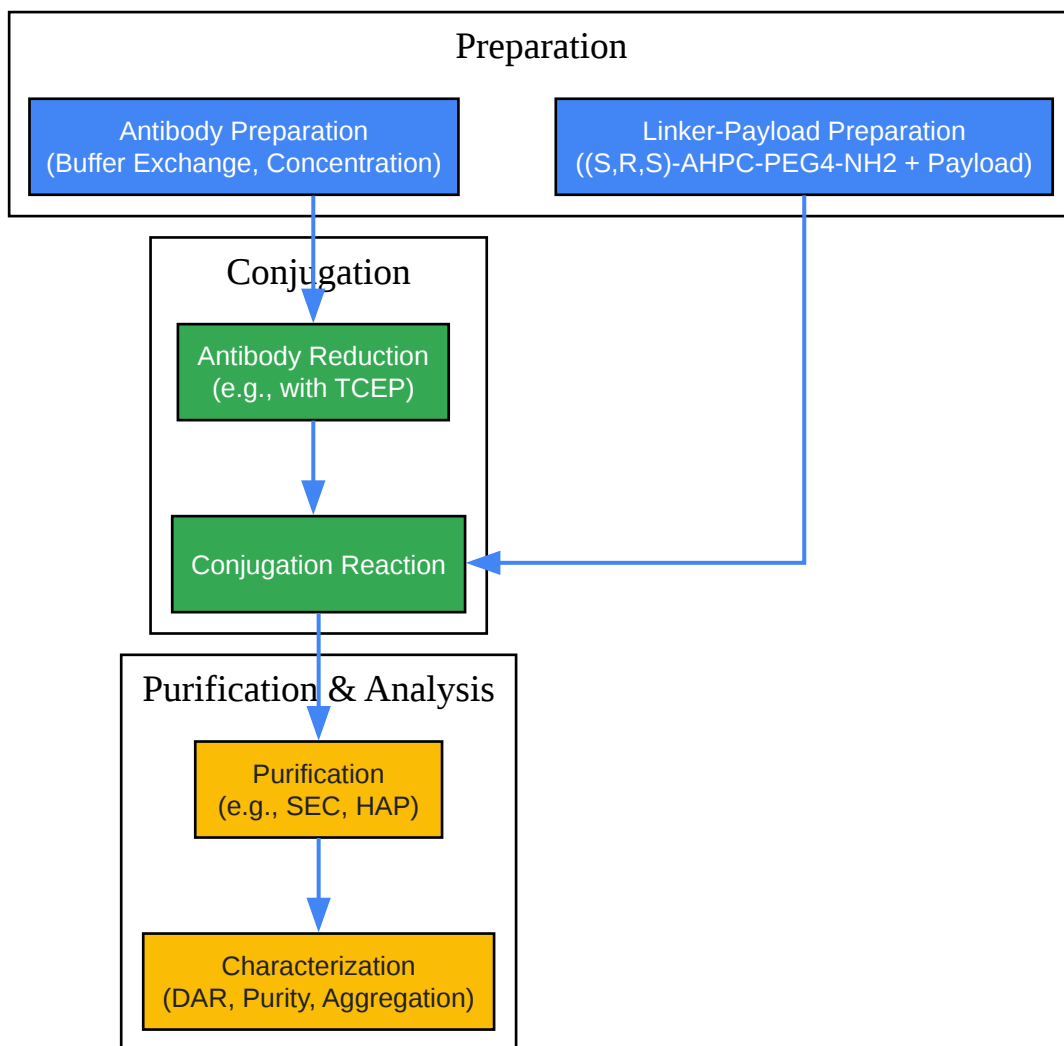 Preparation
Antibody Preparation
(Buffer Exchange, Concentration)
Linker-Payload Preparation
((S,R,S)-AHPC-PEG4-NH2 + Payload)
Conjugation
Antibody Reduction
(e.g., with TCEP)
Conjugation Reaction
Purification & Analysis
Purification
(e.g., SEC, HAP)
Characterization
(DAR, Purity, Aggregation)